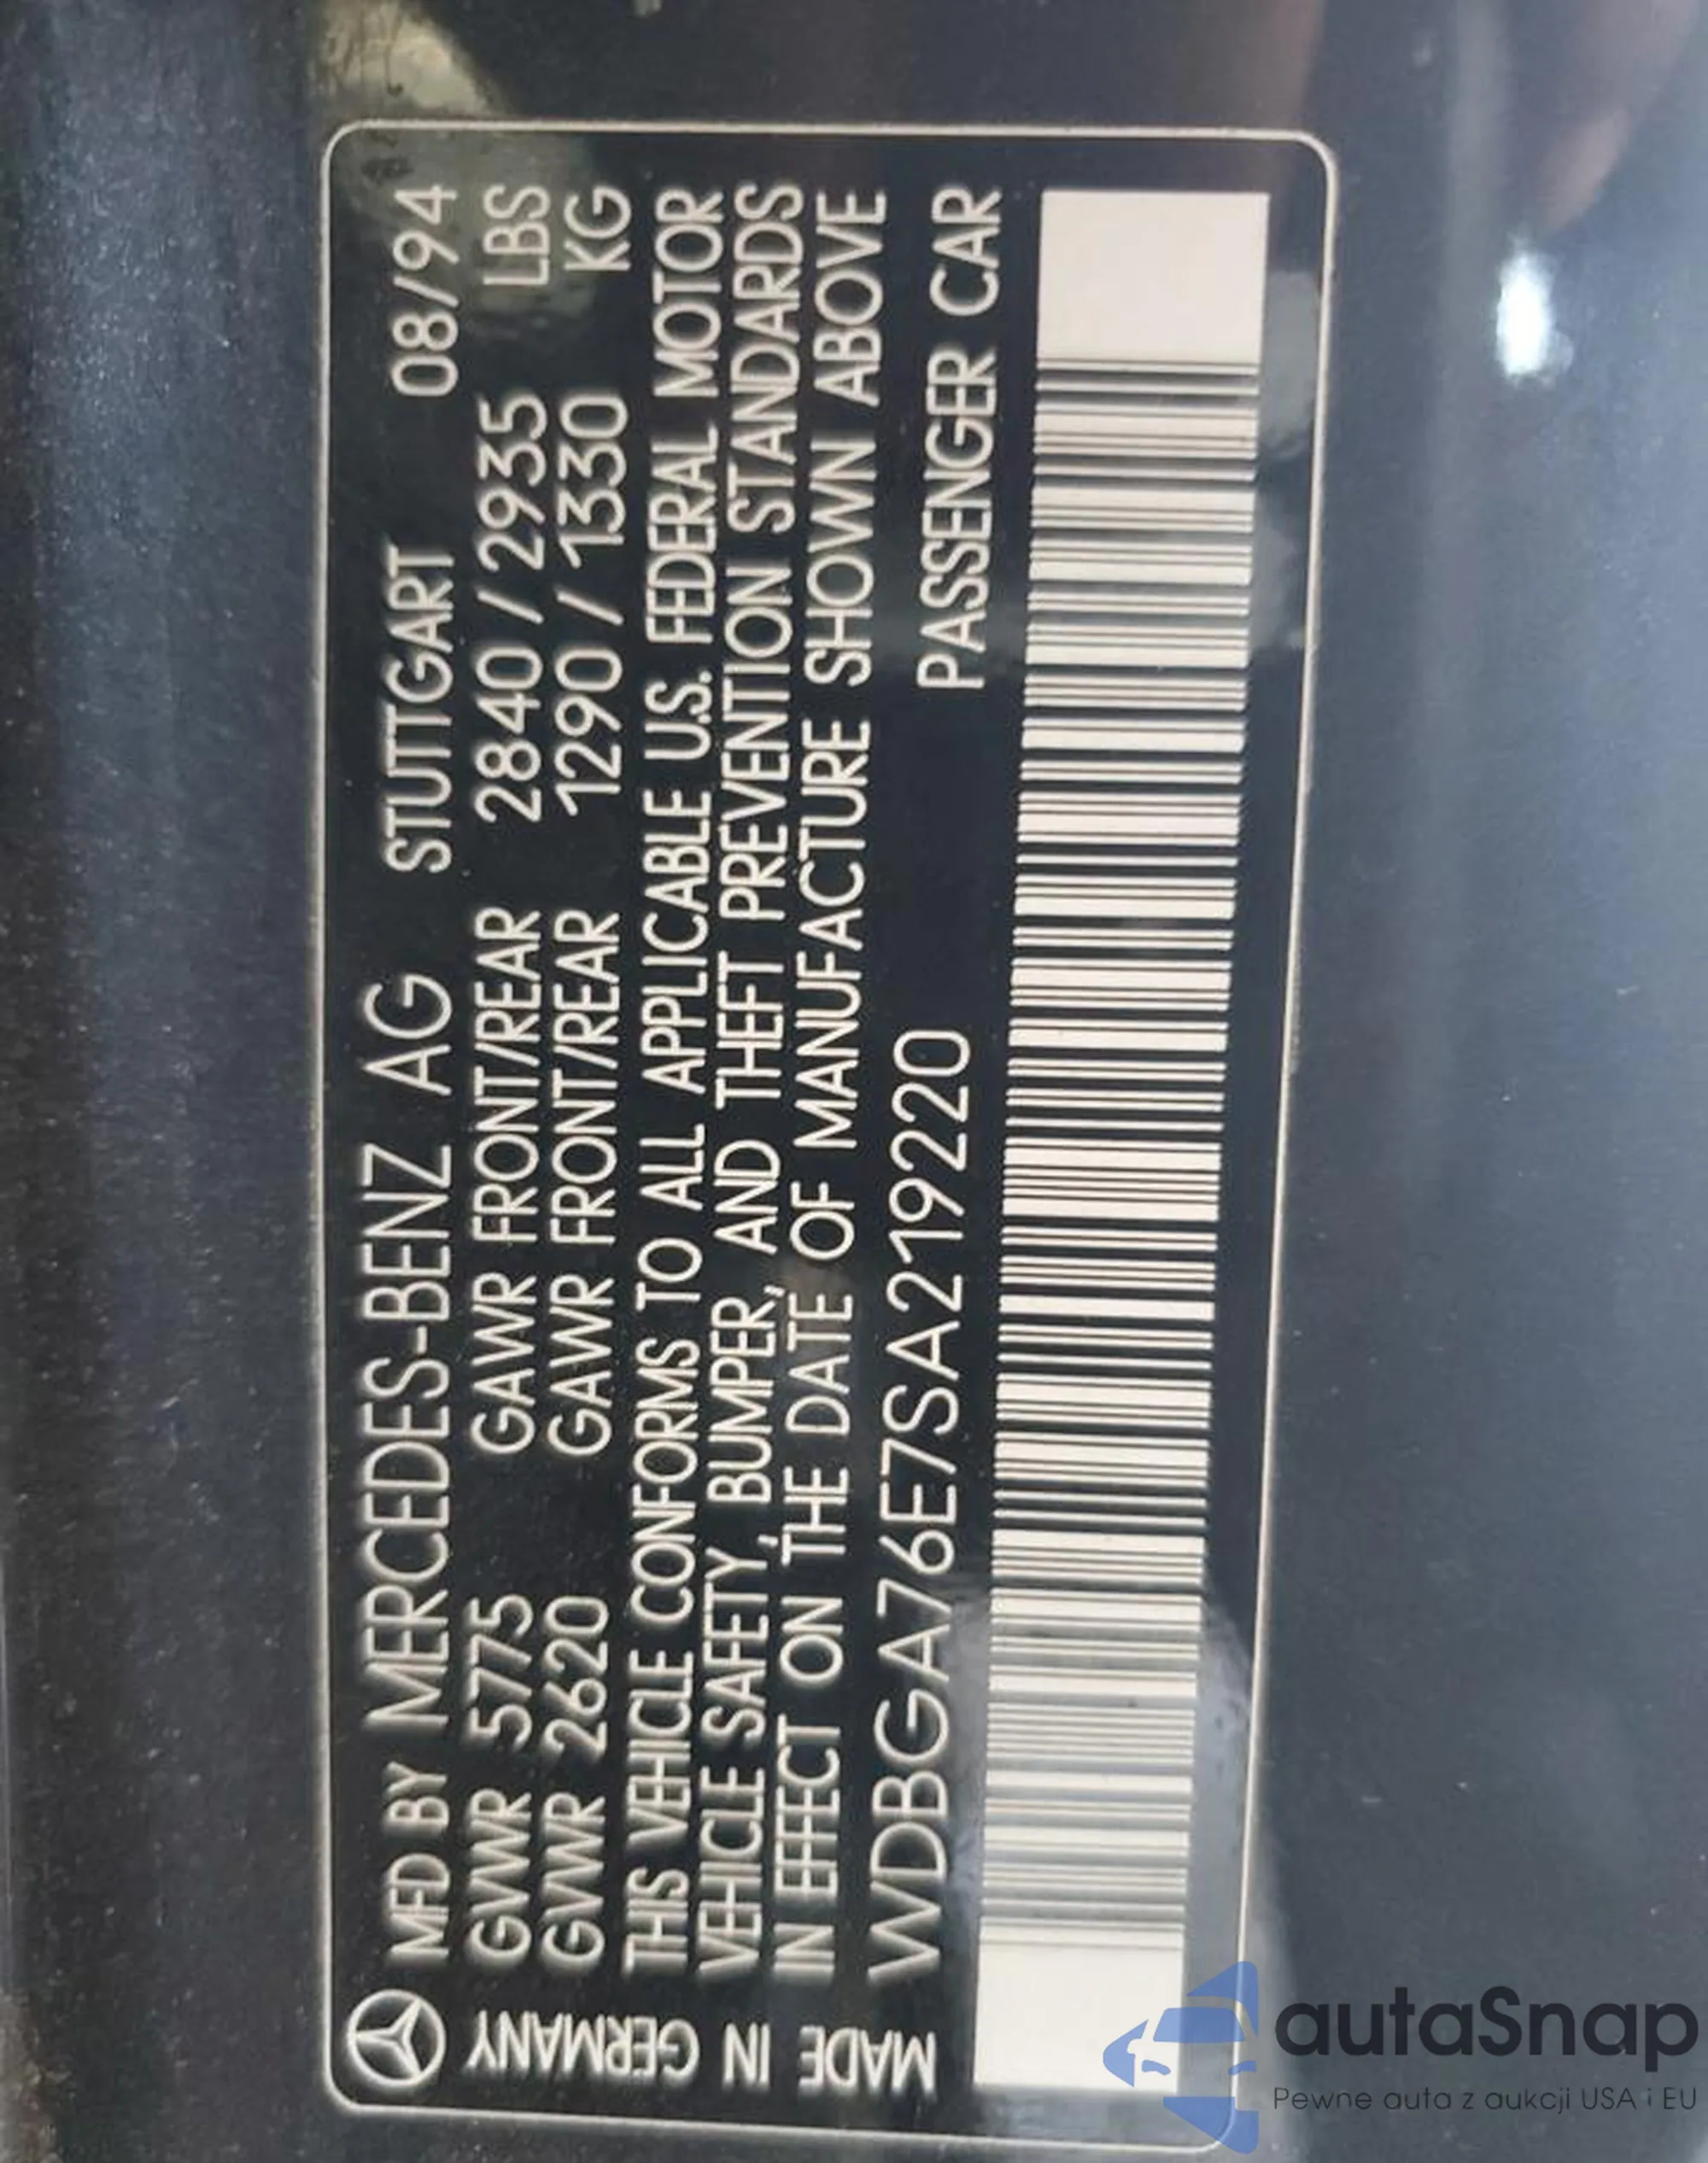 MFD BY MERCEDES-BENZ AG STUTTGART 08/94
GVWR 5775 GAWR FRONT/REAR 2840 / 2935 LBS
GVWR 2620 GAWR FRONT/REAR 1290 / 1330 KG
THIS VEHICLE CONFORMS TO ALL APPLICABLE U.S. FEDERAL MOTOR
VEHICLE SAFETY, BUMPER, AND THEFT PREVENTION STANDARDS
IN EFFECT ON THE DATE OF MANUFACTURE SHOWN ABOVE
WDBGA76E7SA219220 PASSENGER CAR
MADE IN GERMANY
autaSnap
Pewne auta z aukcji USA i EU